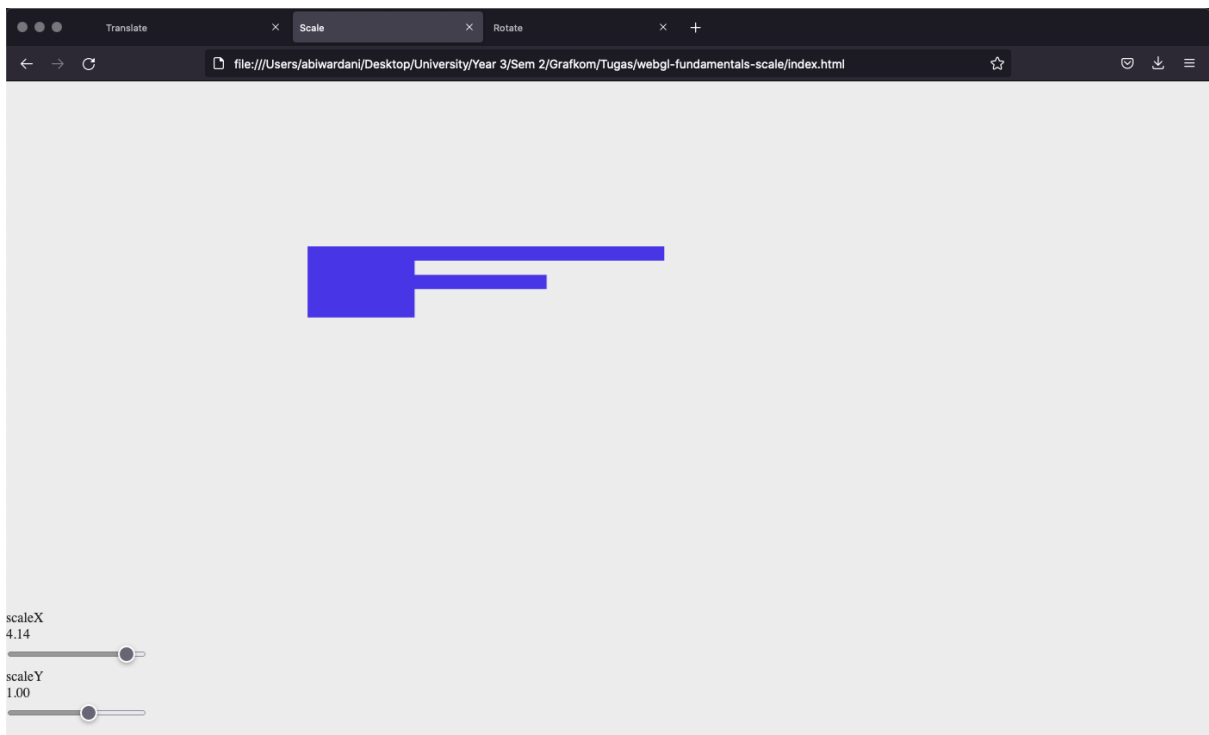 Translate Scale Rotate
file:///Users/abiwardani/Desktop/University/Year 3/Sem 2/Grafkom/Tugas/webgl-fundamentals-scale/index.html
scaleX
4.14
scaleY
1.00